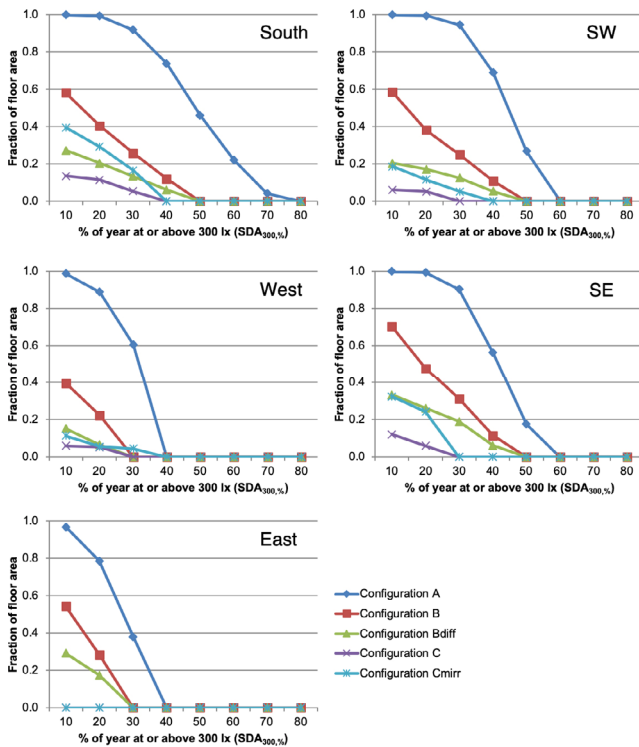 South
Fraction of floor area
1.0
0.8
0.6
0.4
0.2
0.0
10 20 30 40 50 60 70 80
% of year at or above 300 lx (SDA300,%)
SW
Fraction of floor area
1.0
0.8
0.6
0.4
0.2
0.0
10 20 30 40 50 60 70 80
% of year at or above 300 lx (SDA300,%)
West
Fraction of floor area
1.0
0.8
0.6
0.4
0.2
0.0
10 20 30 40 50 60 70 80
% of year at or above 300 lx (SDA300,%)
SE
Fraction of floor area
1.0
0.8
0.6
0.4
0.2
0.0
10 20 30 40 50 60 70 80
% of year at or above 300 lx (SDA300,%)
East
Fraction of floor area
1.0
0.8
0.6
0.4
0.2
0.0
10 20 30 40 50 60 70 80
% of year at or above 300 lx (SDA300,%)
Configuration A
Configuration B
Configuration Bdiff
Configuration C
Configuration Cmirr